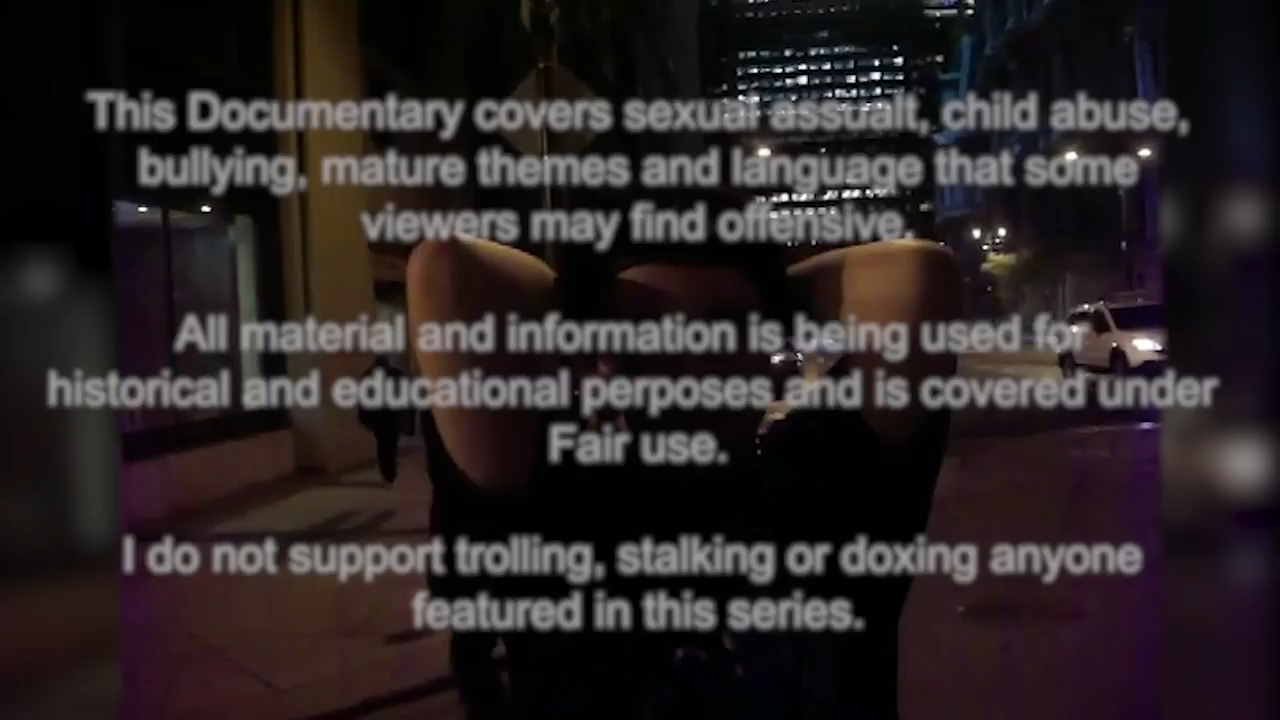 This Documentary covers sexual assualt, child abuse,
bullying, mature themes and language that some
viewers may find offensive.
All material and information is being used for
historical and educational perposes and is covered under
Fair use.
I do not support trolling, stalking or doxing anyone
featured in this series.